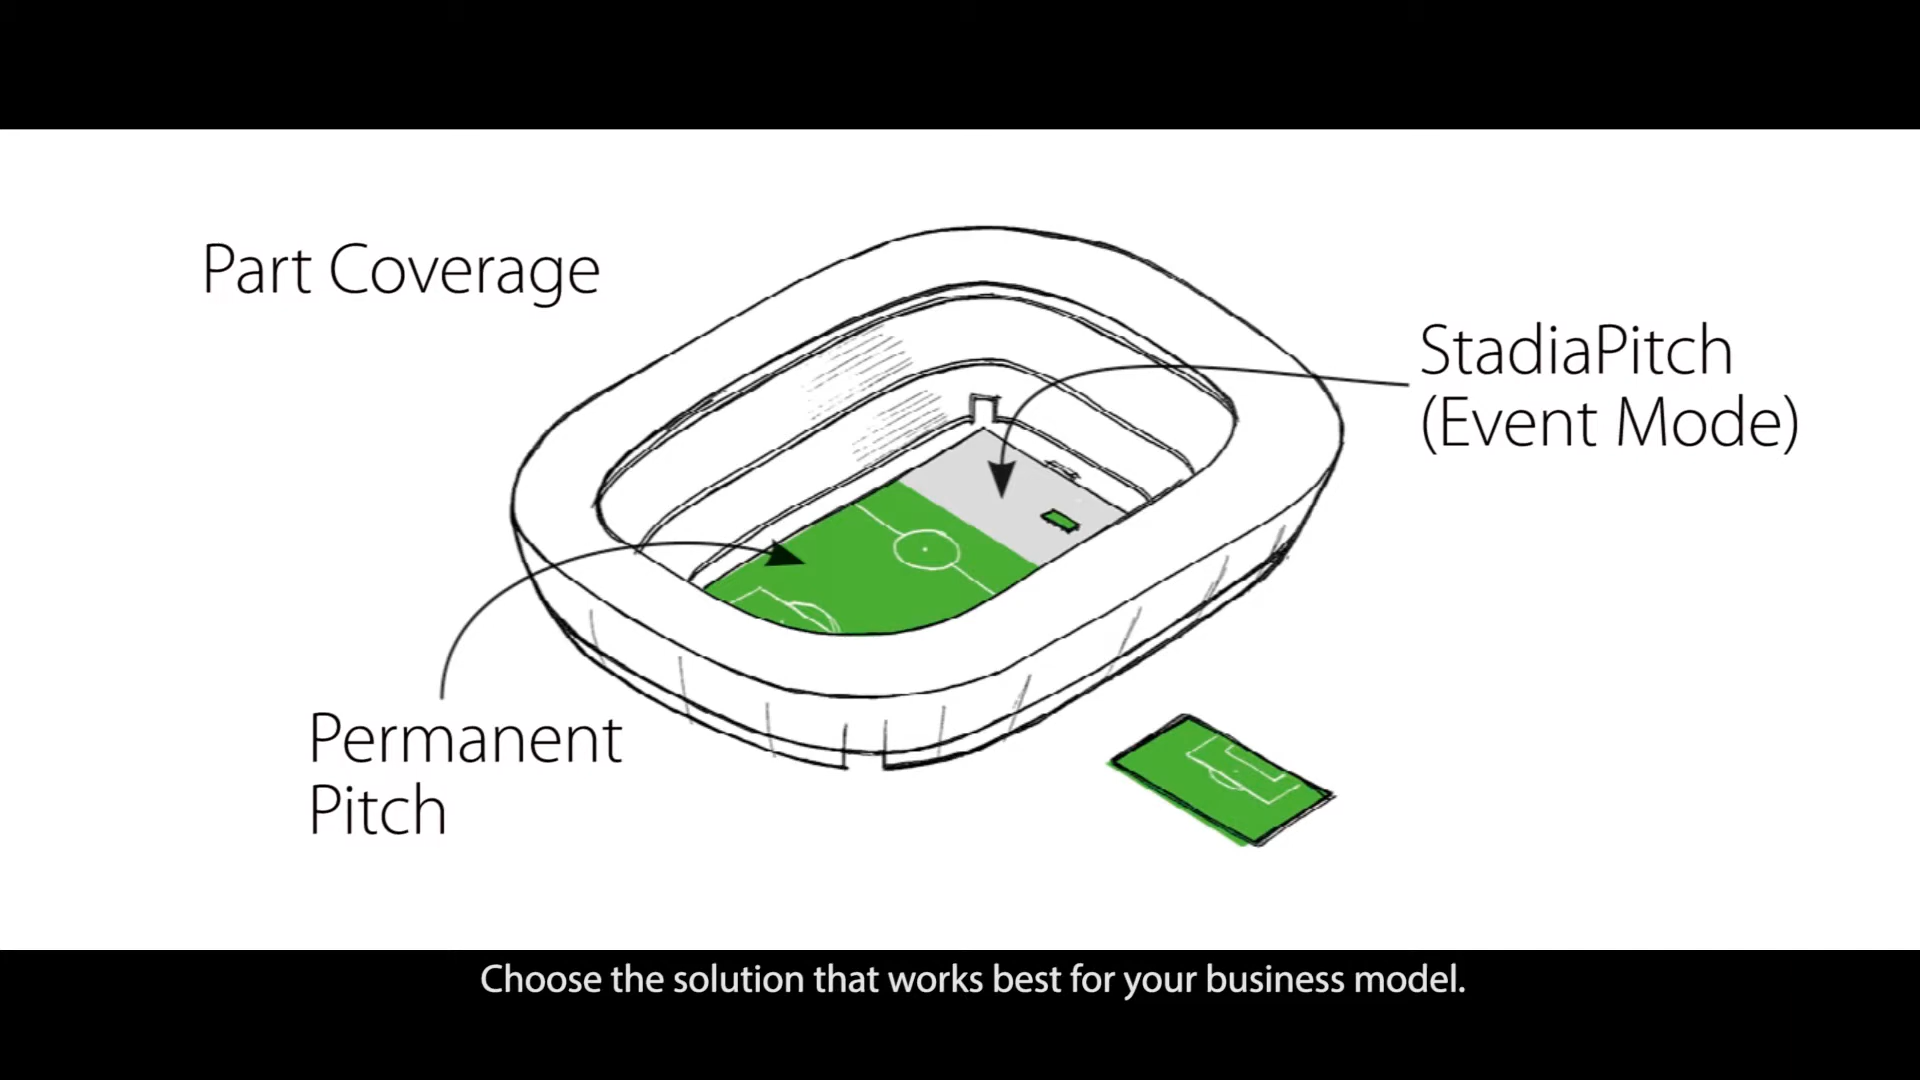 Part Coverage
StadiaPitch
(Event Mode)
Permanent
Pitch
Choose the solution that works best for your business model.